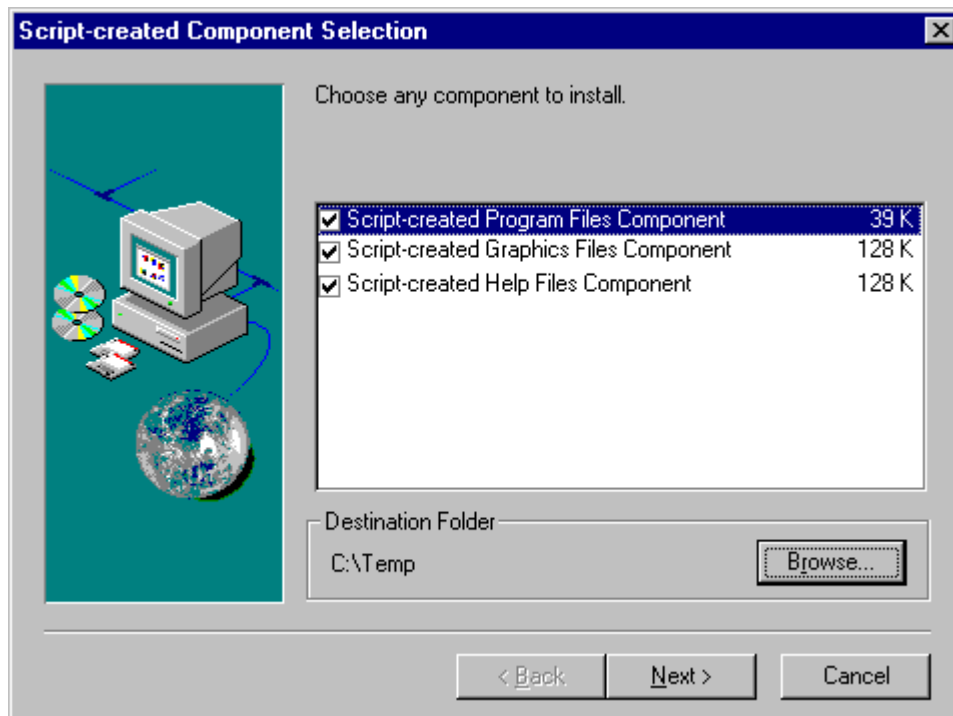 Script-created Component Selection
Choose any component to install.
Script-created Program Files Component 39 K
Script-created Graphics Files Component 128 K
Script-created Help Files Component 128 K
Destination Folder
C:\Temp
Browse...
< Back
Next >
Cancel